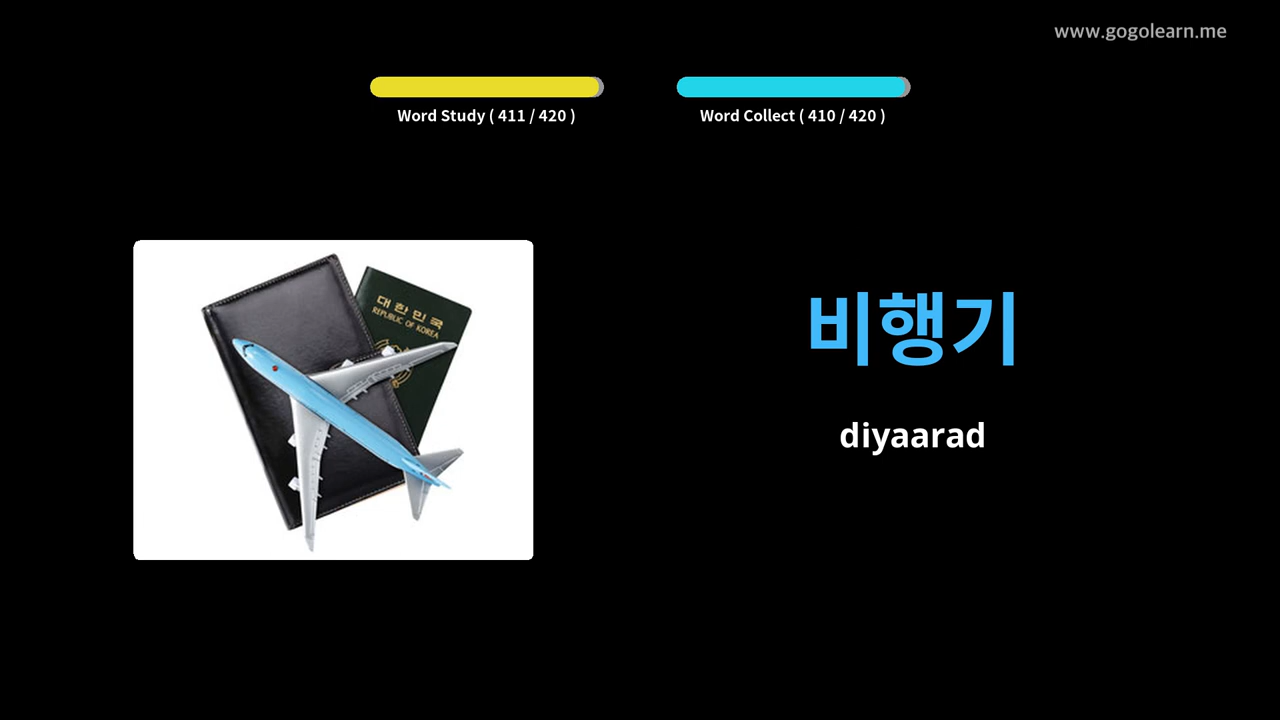 www.gogolearn.me
Word Study ( 411 / 420 )
Word Collect ( 410 / 420 )
대한민국
REPUBLIC OF KOREA
비행기
diyaarad